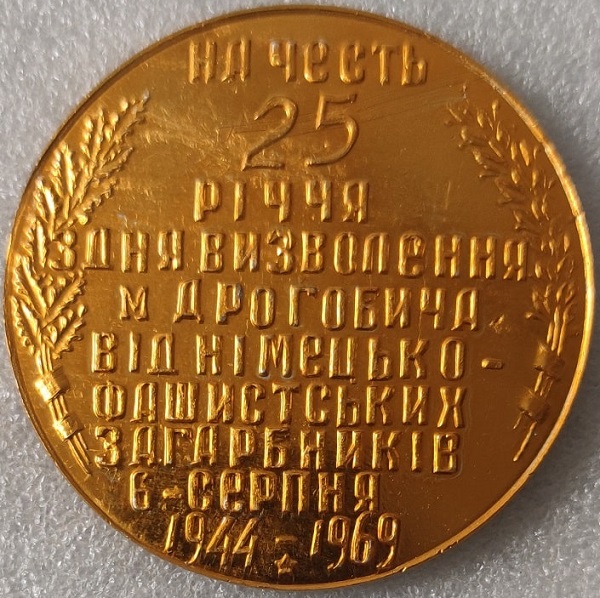 НА ЧЕСТЬ
25
РІЧЧЯ
З ДНЯ ВИЗВОЛЕННЯ
м ДРОГОБИЧА
ВІД НІМЕЦЬКО-
ФАШИСТСЬКИХ
ЗАГАРБНИКІВ
6-СЕРПНЯ
1944-1969